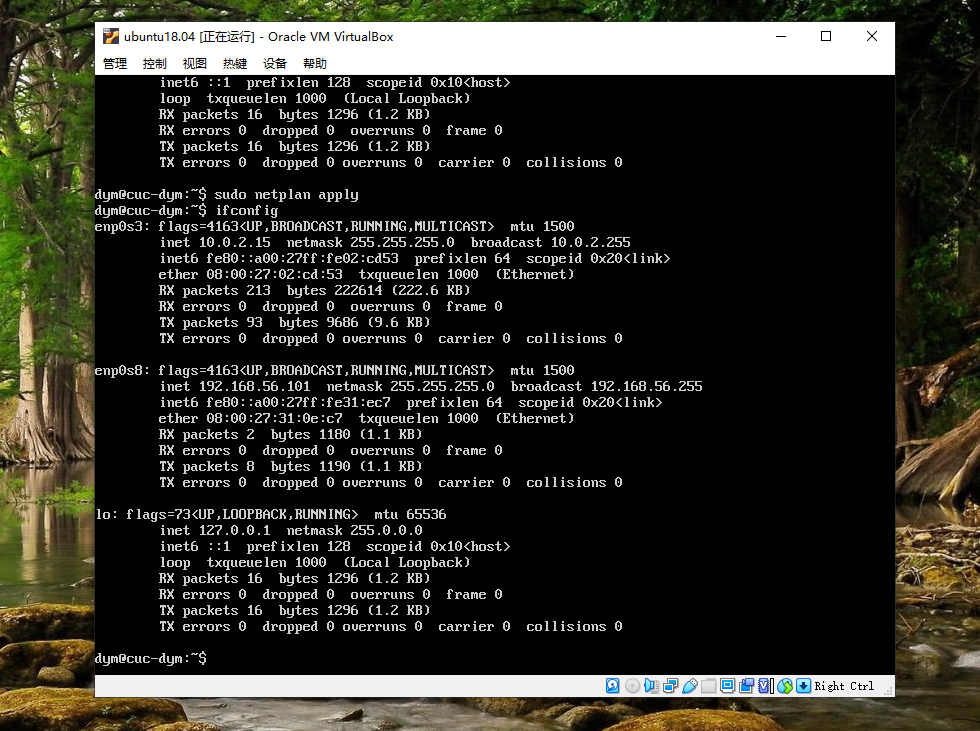 ubuntu18.04 [正在运行] - Oracle VM VirtualBox
管理 控制 视图 热键 设备 帮助
inet6 ::1 prefixlen 128 scopeid 0x10<host>
loop txqueuelen 1000 (Local Loopback)
RX packets 16 bytes 1296 (1.2 KB)
RX errors 0 dropped 0 overruns 0 frame 0
TX packets 16 bytes 1296 (1.2 KB)
TX errors 0 dropped 0 overruns 0 carrier 0 collisions 0
dym@cuc-dym:~$ sudo netplan apply
dym@cuc-dym:~$ ifconfig
enp0s3: flags=4163<UP,BROADCAST,RUNNING,MULTICAST> mtu 1500
inet 10.0.2.15 netmask 255.255.255.0 broadcast 10.0.2.255
inet6 fe80::a00:27ff:fe02:cd53 prefixlen 64 scopeid 0x20<link>
ether 08:00:27:02:cd:53 txqueuelen 1000 (Ethernet)
RX packets 213 bytes 222614 (222.6 KB)
RX errors 0 dropped 0 overruns 0 frame 0
TX packets 93 bytes 9686 (9.6 KB)
TX errors 0 dropped 0 overruns 0 carrier 0 collisions 0
enp0s8: flags=4163<UP,BROADCAST,RUNNING,MULTICAST> mtu 1500
inet 192.168.56.101 netmask 255.255.255.0 broadcast 192.168.56.255
inet6 fe80::a00:27ff:fe31:ec7 prefixlen 64 scopeid 0x20<link>
ether 08:00:27:31:0e:c7 txqueuelen 1000 (Ethernet)
RX packets 2 bytes 1180 (1.1 KB)
RX errors 0 dropped 0 overruns 0 frame 0
TX packets 8 bytes 1190 (1.1 KB)
TX errors 0 dropped 0 overruns 0 carrier 0 collisions 0
lo: flags=73<UP,LOOPBACK,RUNNING> mtu 65536
inet 127.0.0.1 netmask 255.0.0.0
inet6 ::1 prefixlen 128 scopeid 0x10<host>
loop txqueuelen 1000 (Local Loopback)
RX packets 16 bytes 1296 (1.2 KB)
RX errors 0 dropped 0 overruns 0 frame 0
TX packets 16 bytes 1296 (1.2 KB)
TX errors 0 dropped 0 overruns 0 carrier 0 collisions 0
dym@cuc-dym:~$
Right Ctrl